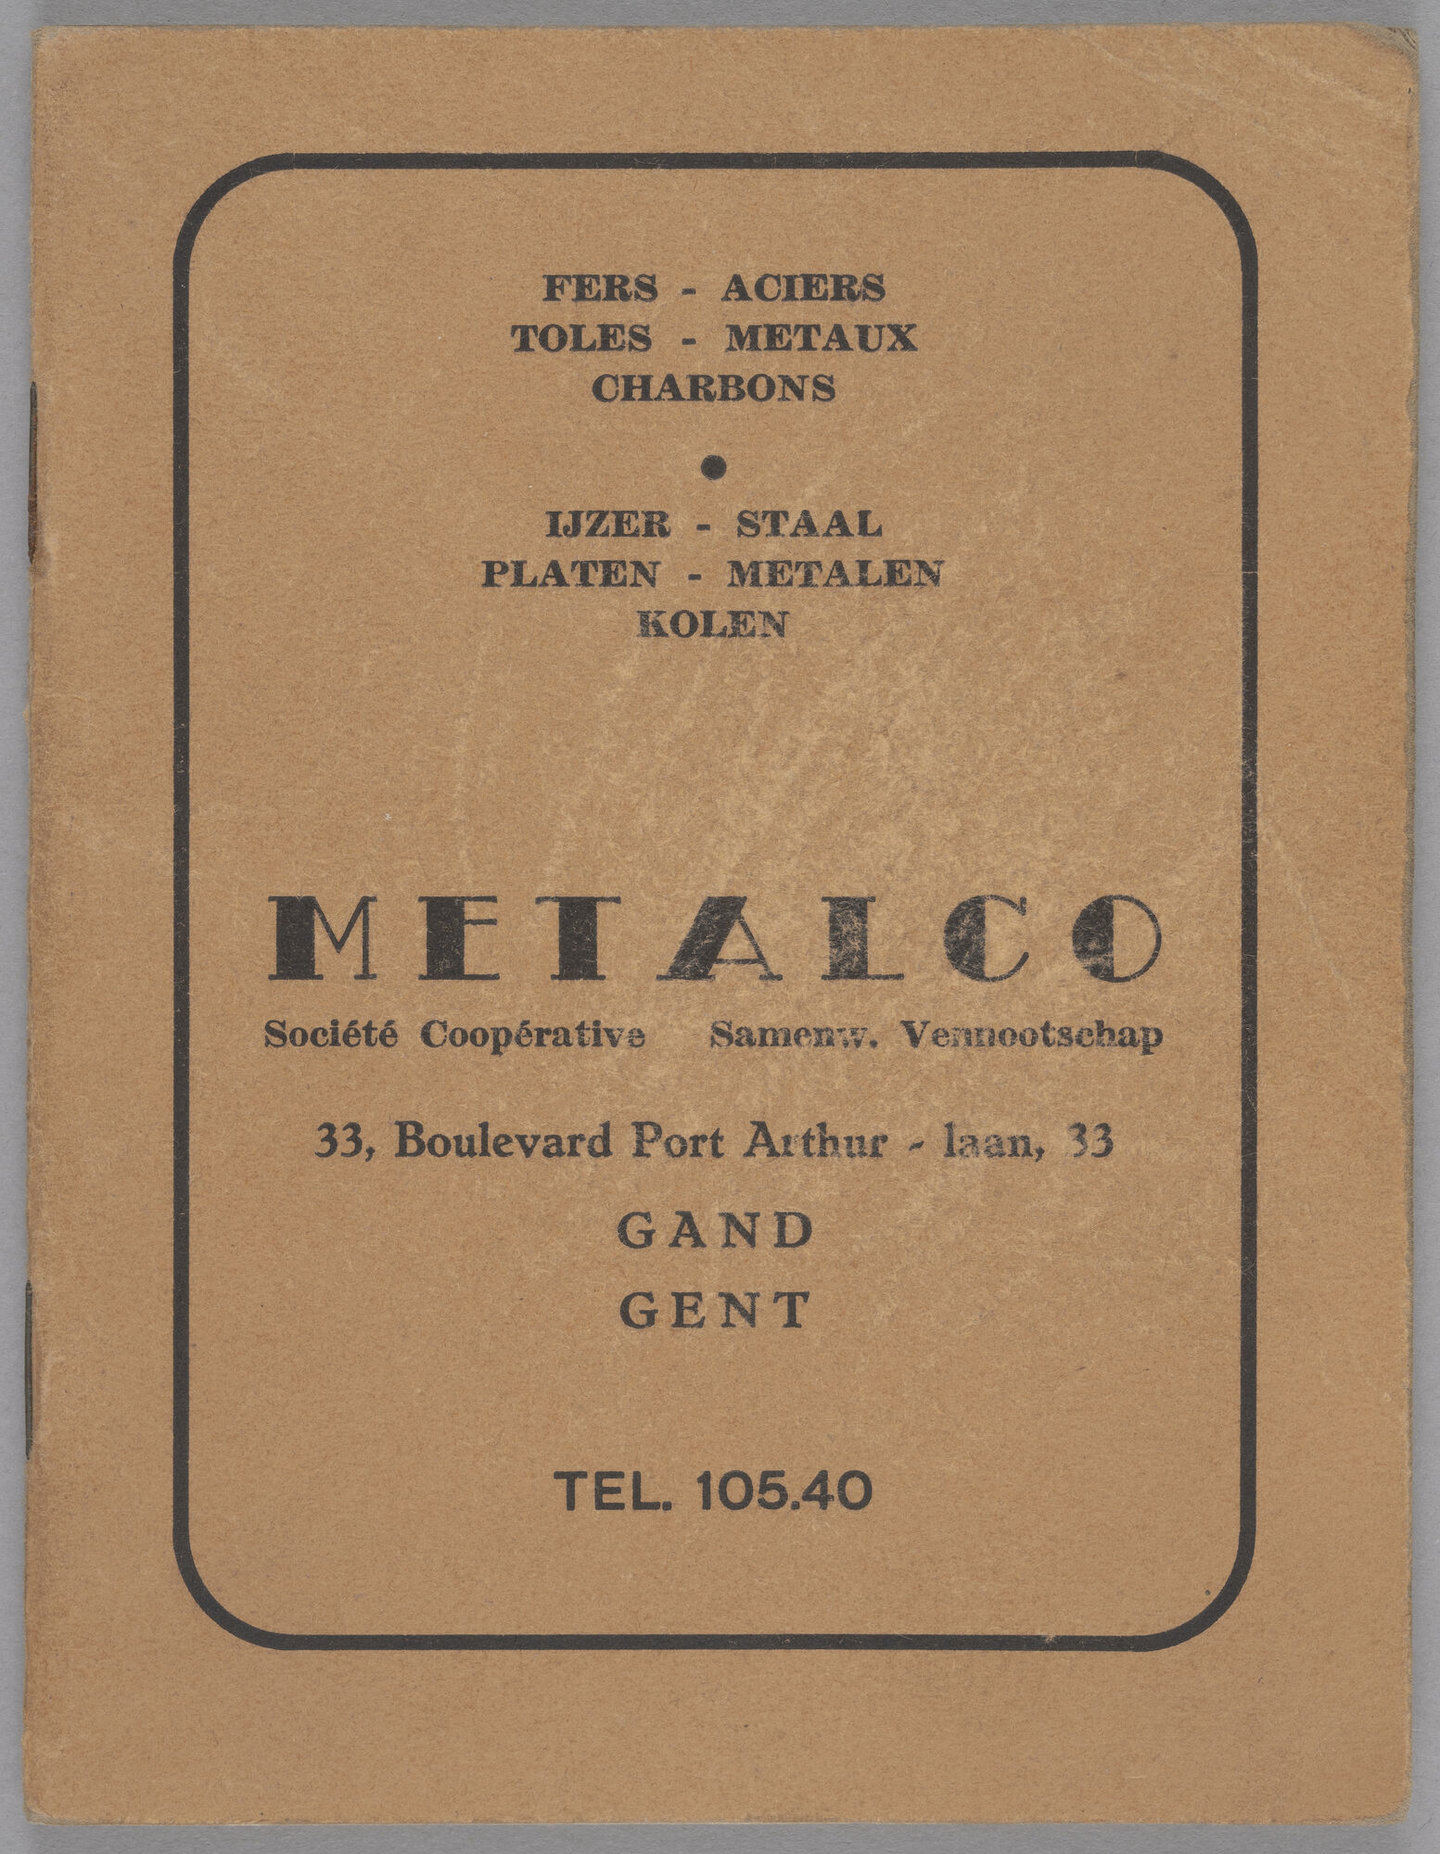 FERS - ACIERS
TOLES - METAUX
CHARBONS
IJZER - STAAL
PLATEN - METALEN
KOLEN
METALCO
Société Coopérative Samenw. Vennootschap
33, Boulevard Port Arthur - laan, 33
GAND
GENT
TEL. 105.40